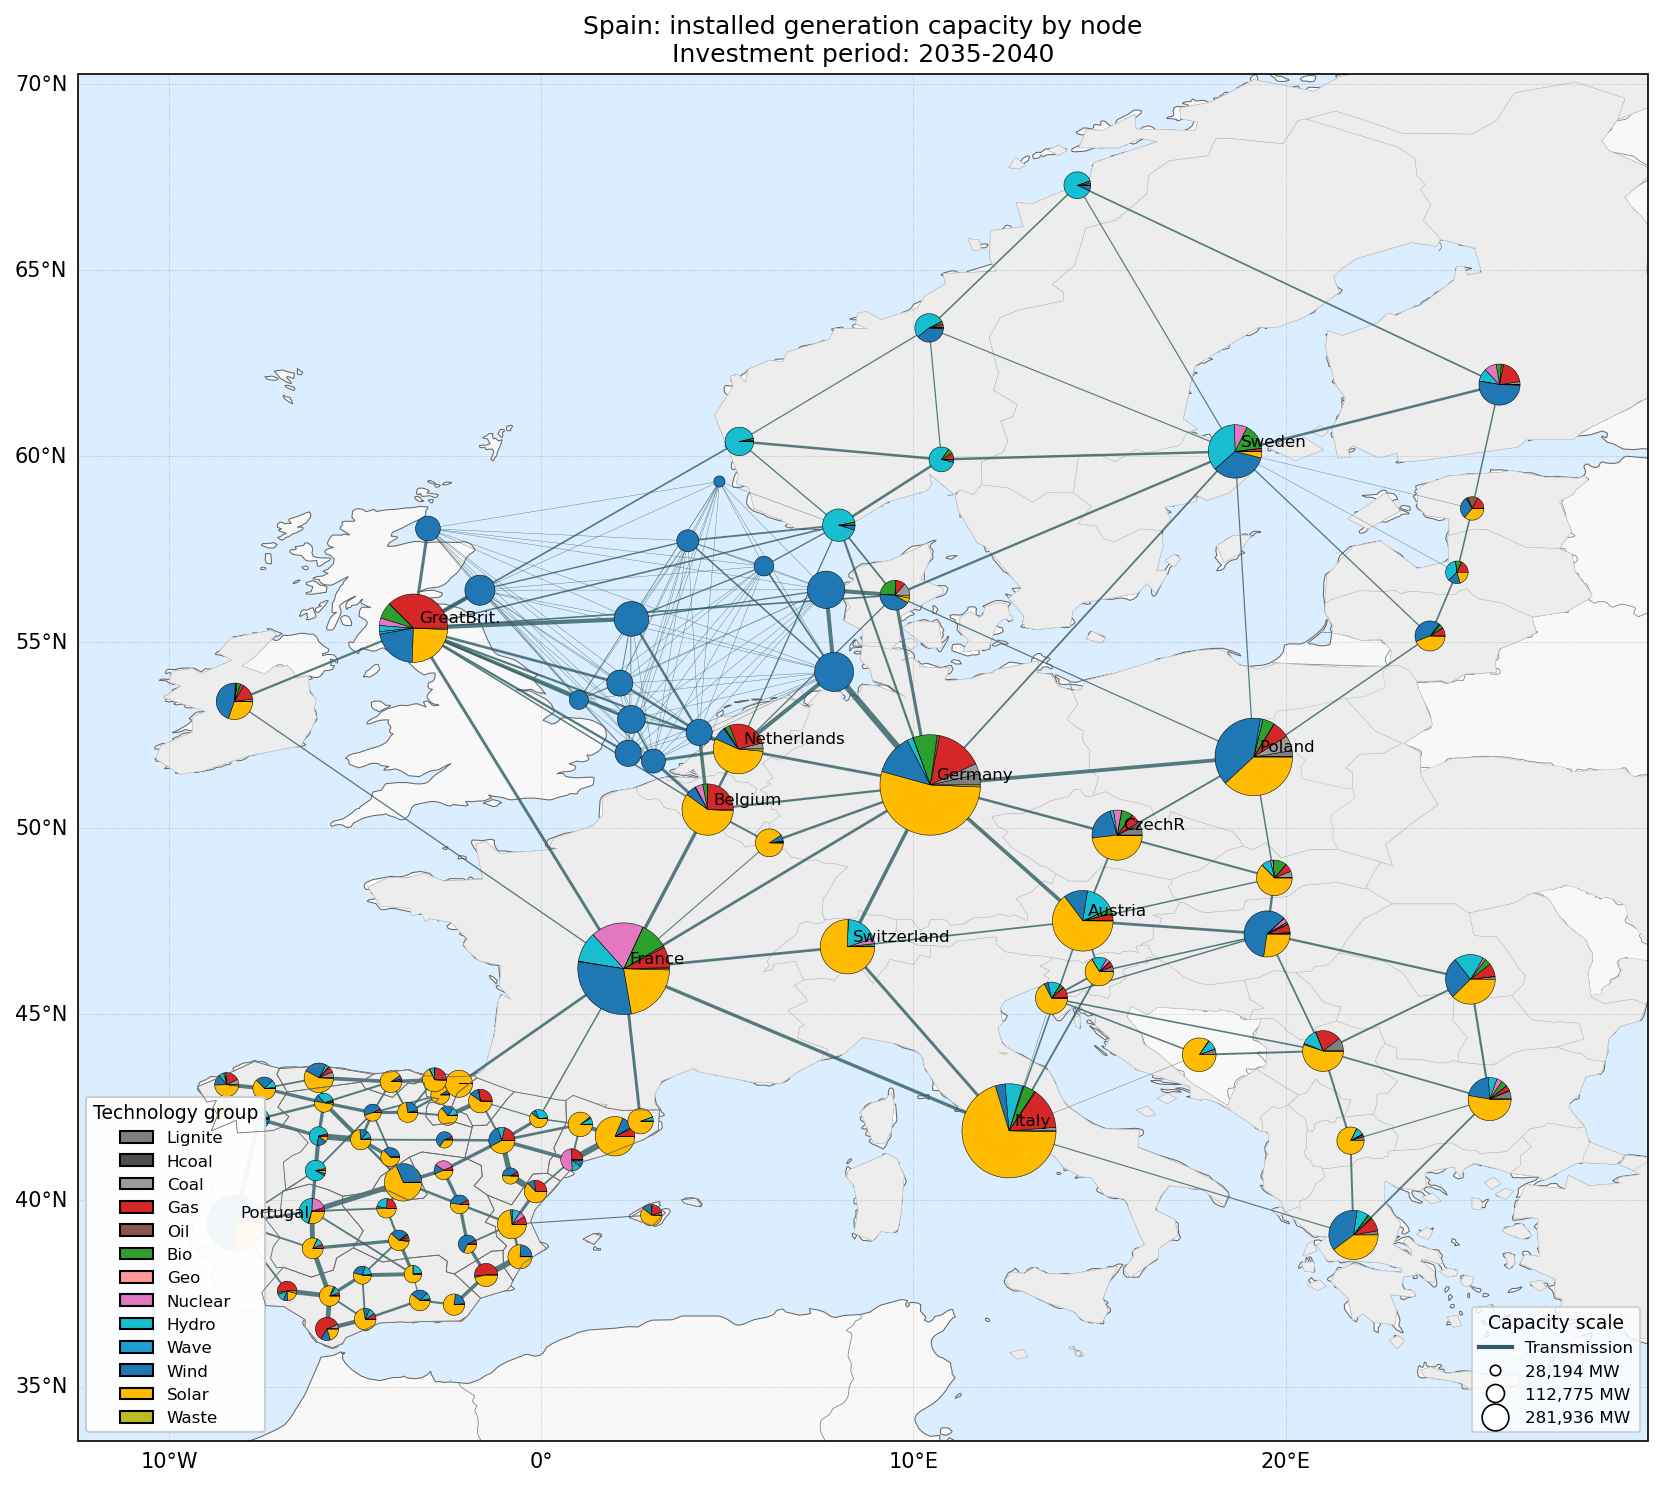 Spain: installed generation capacity by node
Investment period: 2035-2040
70°N
65°N
60°N
55°N
50°N
45°N
40°N
35°N
10°W
0°
10°E
20°E
Sweden
GreatBrit.
Netherlands
Poland
Germany
Belgium
CzechR
Austria
Switzerland
France
Italy
Portugal
Technology group
Lignite
Hcoal
Coal
Gas
Oil
Bio
Geo
Nuclear
Hydro
Wave
Wind
Solar
Waste
Capacity scale
Transmission
28,194 MW
112,775 MW
281,936 MW